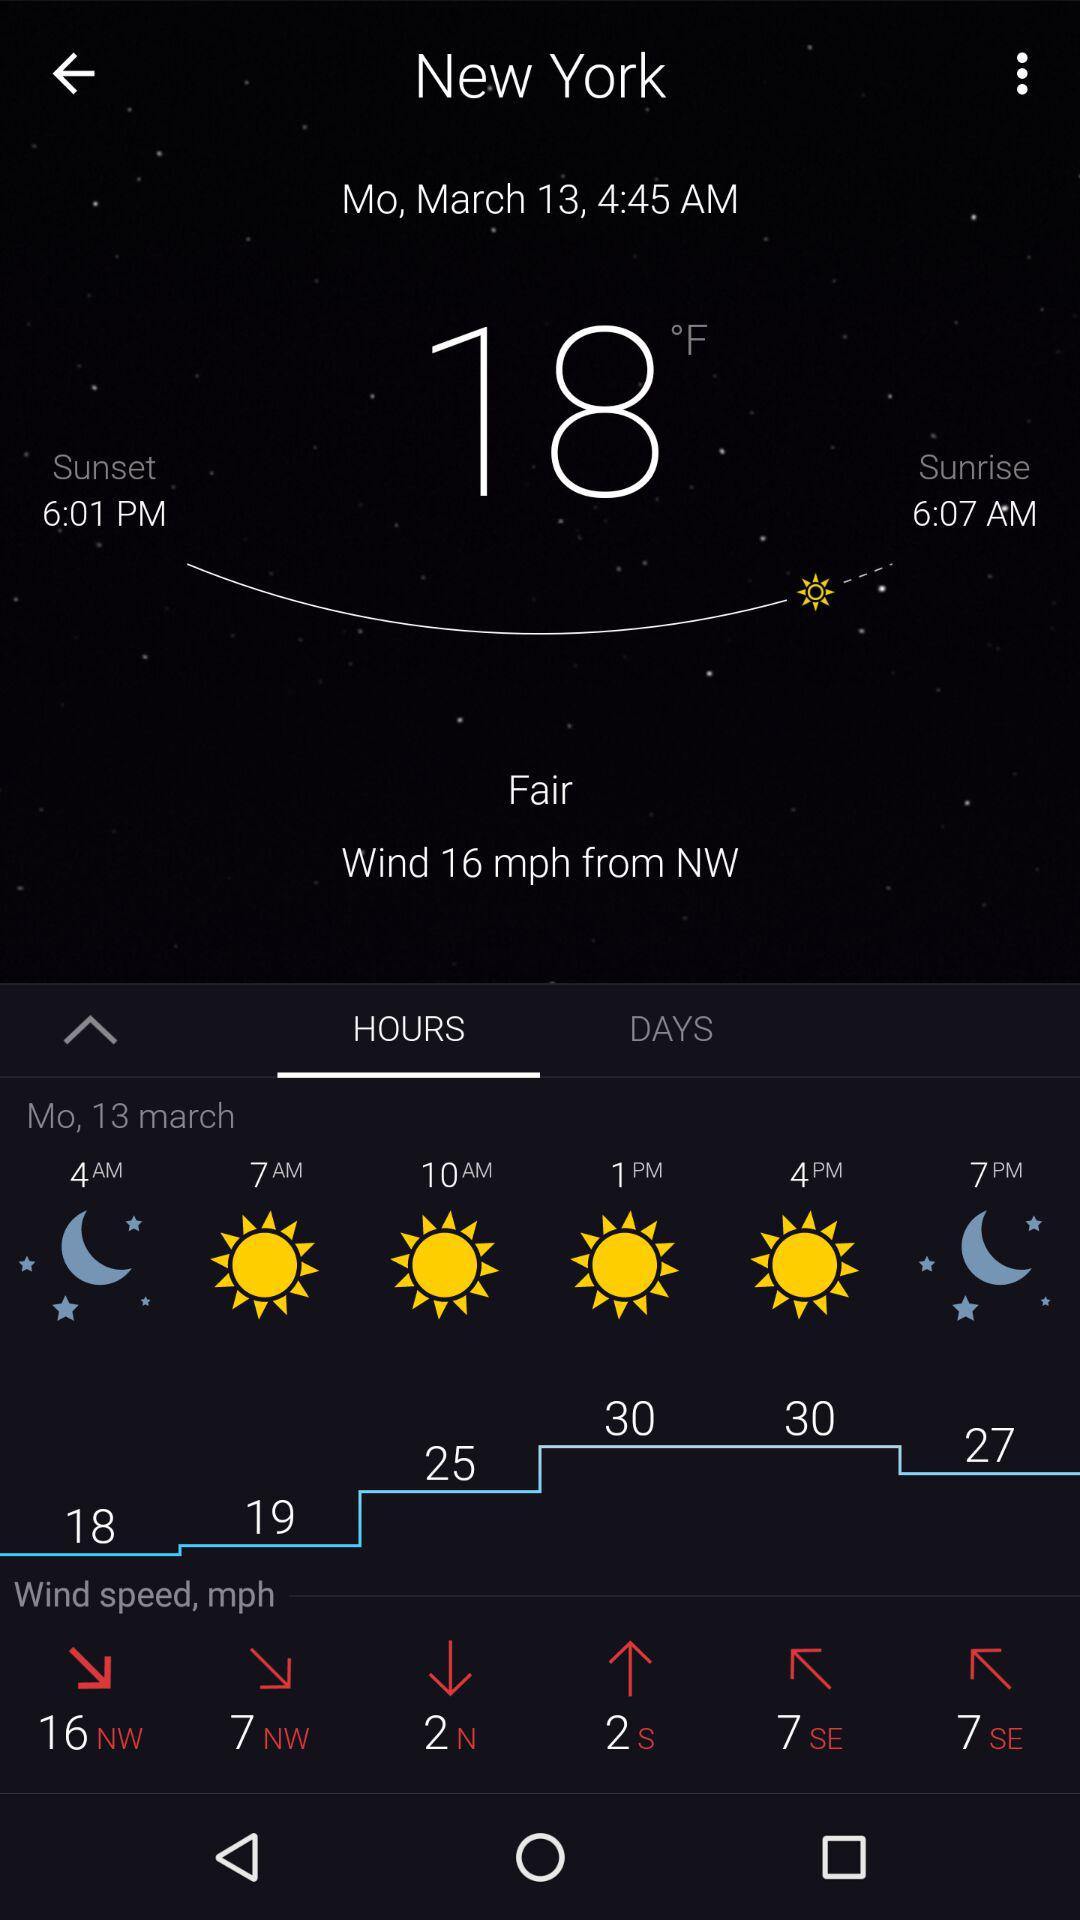 New York
Mo, March 13, 4:45 AM
18 °F
Sunset
6:01 PM
Sunrise
6:07 AM
Fair
Wind 16 mph from NW
HOURS DAYS
Mo, 13 march
4 AM 7 AM 10 AM 1 PM 4 PM 7 PM
18 19 25 30 30 27
Wind speed, mph
16 NW 7 NW 2 N 2 S 7 SE 7 SE